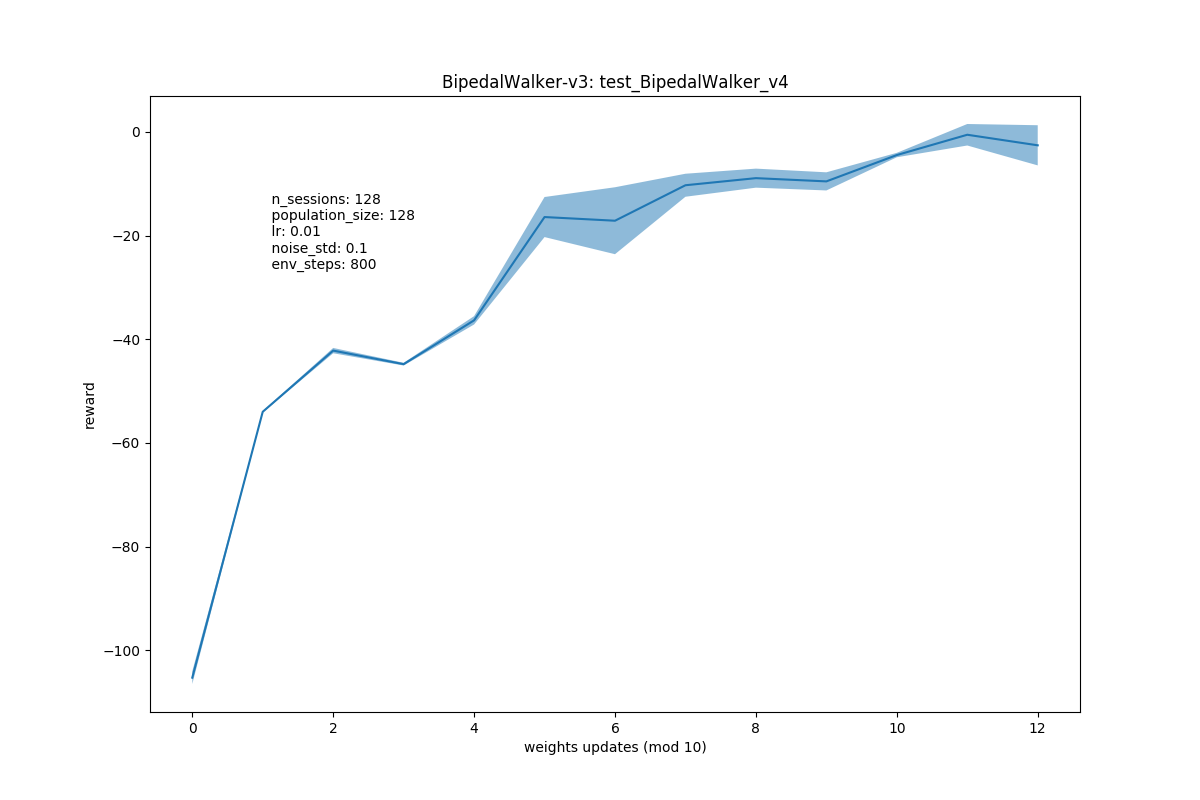 BipedalWalker-v3: test_BipedalWalker_v4
0
−20
−40
−60
−80
−100
reward
n_sessions: 128
population_size: 128
lr: 0.01
noise_std: 0.1
env_steps: 800
0 2 4 6 8 10 12
weights updates (mod 10)